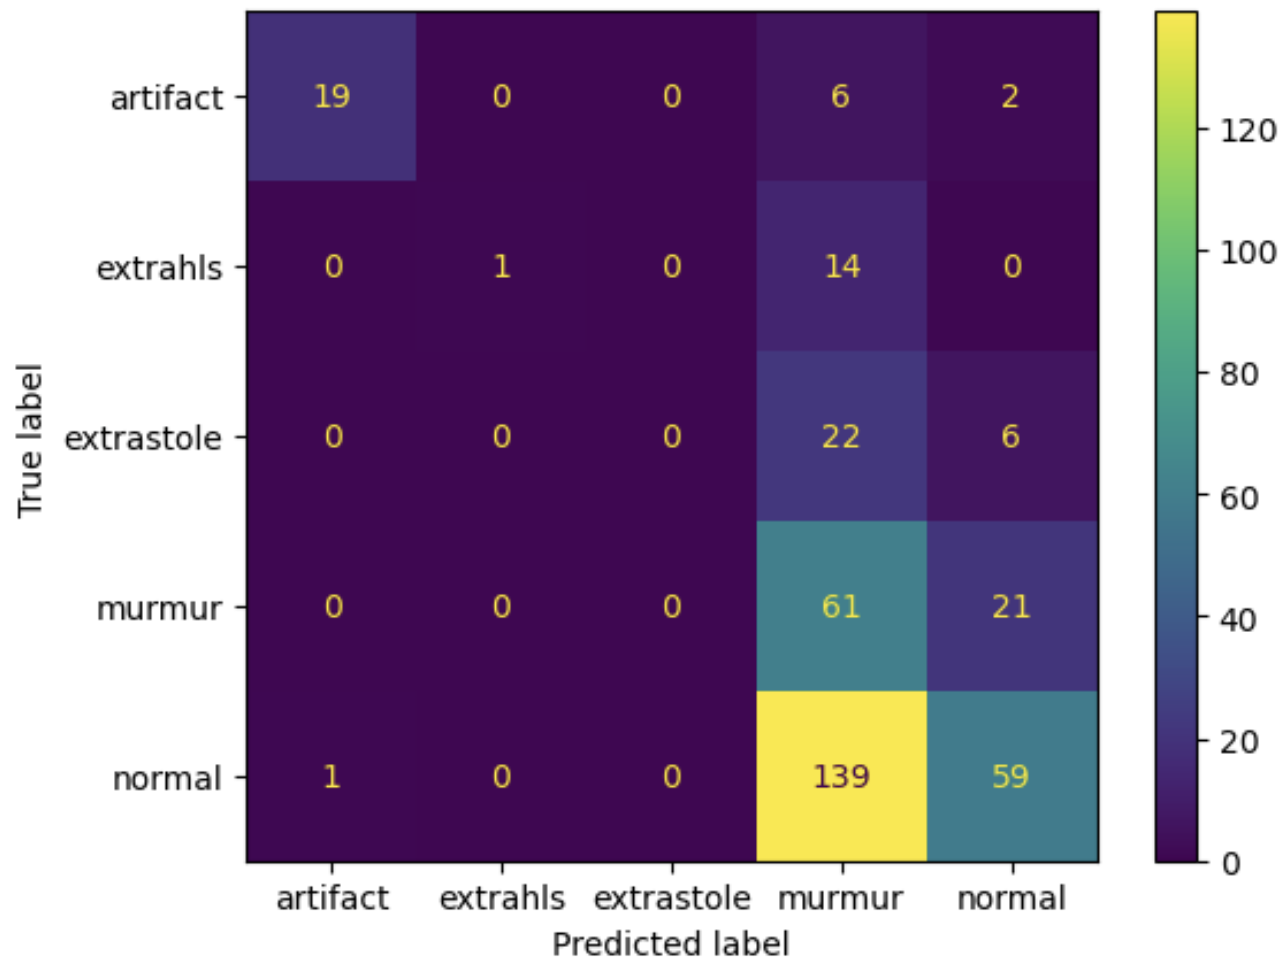 artifact 19 0 0 6 2
extrahls 0 1 0 14 0
extrastole 0 0 0 22 6
murmur 0 0 0 61 21
normal 1 0 0 139 59
artifact extrahls extrastole murmur normal
Predicted label
True label
120
100
80
60
40
20
0